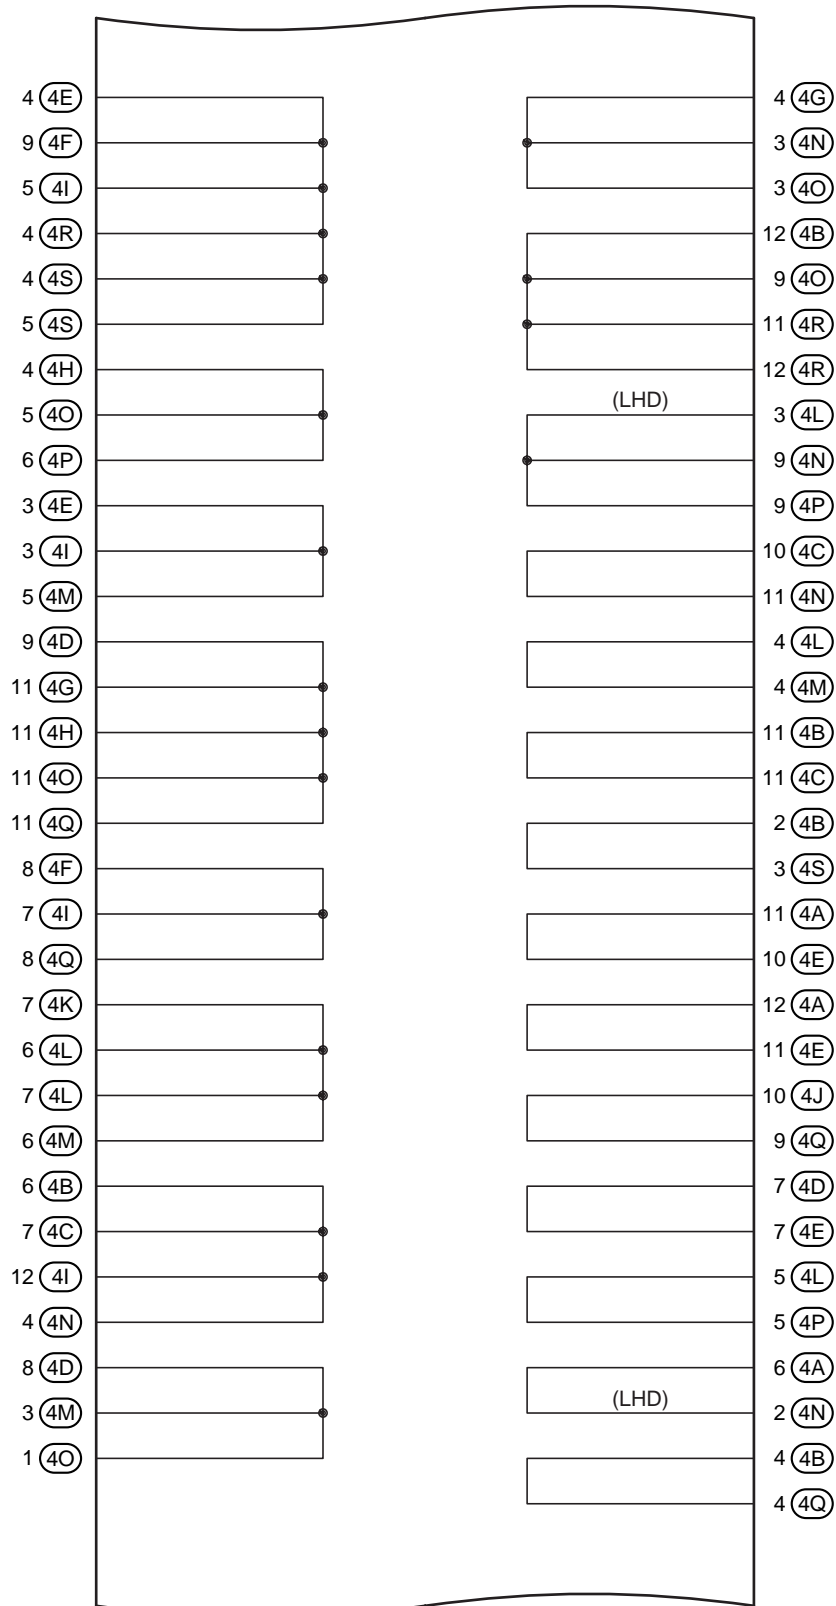 4 4E
9 4F
5 4I
4 4R
4 4S
5 4S
4 4H
5 4O
6 4P
3 4E
3 4I
5 4M
9 4D
11 4G
11 4H
11 4O
11 4Q
8 4F
7 4I
8 4Q
7 4K
6 4L
7 4L
6 4M
6 4B
7 4C
12 4I
4 4N
8 4D
3 4M
1 4O
4 4G
3 4N
3 4O
12 4B
9 4O
11 4R
12 4R
(LHD)
3 4L
9 4N
9 4P
10 4C
11 4N
4 4L
4 4M
11 4B
11 4C
2 4B
3 4S
11 4A
10 4E
12 4A
11 4E
10 4J
9 4Q
7 4D
7 4E
5 4L
5 4P
6 4A
(LHD)
2 4N
4 4B
4 4Q